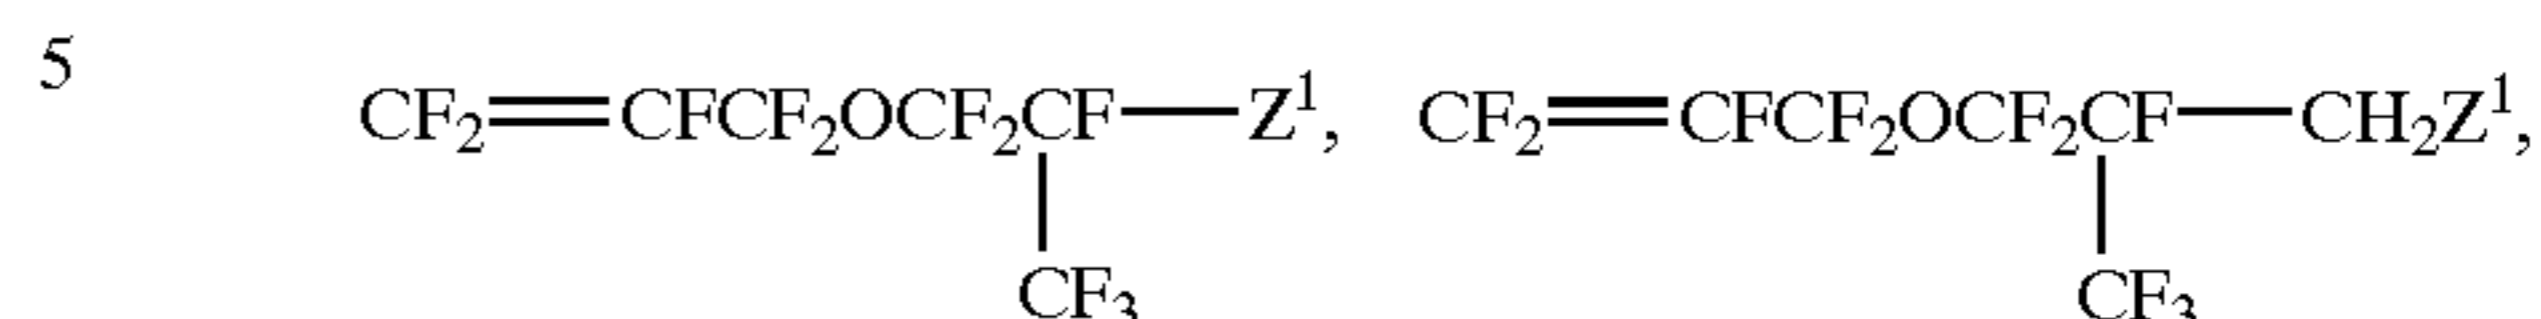 5
CF₂═CFCF₂OCF₂CF—Z¹, CF₂═CFCF₂OCF₂CF—CH₂Z¹,
CF₃ CF₃